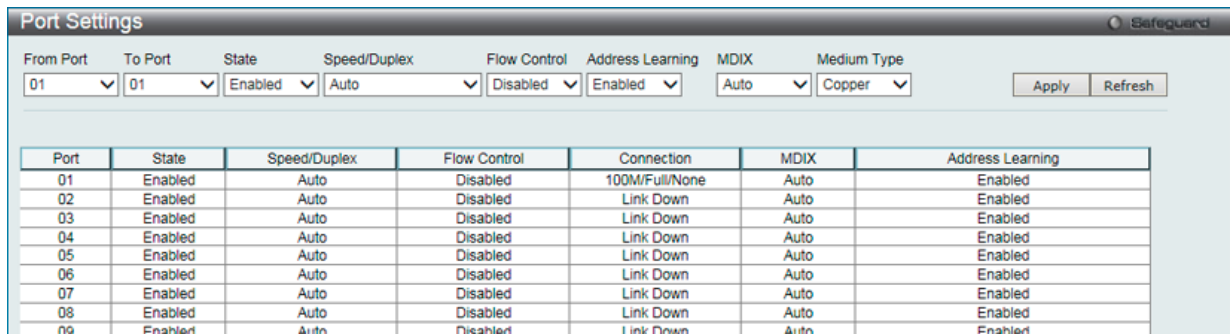 Port Settings Safeguard
From Port To Port State Speed/Duplex Flow Control Address Learning MDIX Medium Type
01 01 Enabled Auto Disabled Enabled Auto Copper Apply Refresh
Port State Speed/Duplex Flow Control Connection MDIX Address Learning
01 Enabled Auto Disabled 100M/Full/None Auto Enabled
02 Enabled Auto Disabled Link Down Auto Enabled
03 Enabled Auto Disabled Link Down Auto Enabled
04 Enabled Auto Disabled Link Down Auto Enabled
05 Enabled Auto Disabled Link Down Auto Enabled
06 Enabled Auto Disabled Link Down Auto Enabled
07 Enabled Auto Disabled Link Down Auto Enabled
08 Enabled Auto Disabled Link Down Auto Enabled
09 Enabled Auto Disabled Link Down Auto Enabled